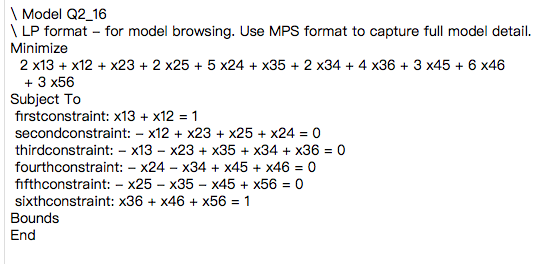 \ Model Q2_16
\ LP format – for model browsing. Use MPS format to capture full model detail.
Minimize
2 x13 + x12 + x23 + 2 x25 + 5 x24 + x35 + 2 x34 + 4 x36 + 3 x45 + 6 x46
+ 3 x56
Subject To
firstconstraint: x13 + x12 = 1
secondconstraint: – x12 + x23 + x25 + x24 = 0
thirdconstraint: – x13 – x23 + x35 + x34 + x36 = 0
fourthconstraint: – x24 – x34 + x45 + x46 = 0
fifthconstraint: – x25 – x35 – x45 + x56 = 0
sixthconstraint: x36 + x46 + x56 = 1
Bounds
End